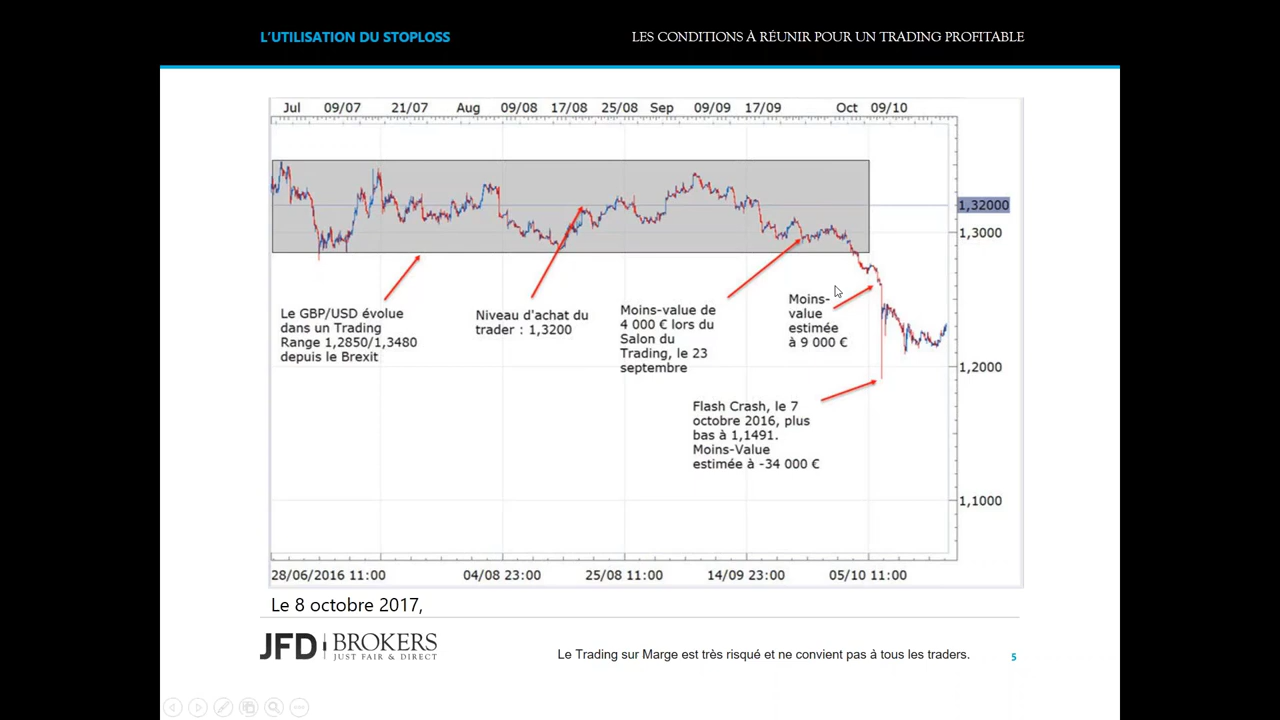 L'UTILISATION DU STOPLOSS
LES CONDITIONS À RÉUNIR POUR UN TRADING PROFITABLE
Jul 09/07 21/07 Aug 09/08 17/08 25/08 Sep 09/09 17/09 Oct 09/10
1,32000
1,3000
Le GBP/USD évolue
dans un Trading
Range 1,2850/1,3480
depuis le Brexit
Niveau d'achat du
trader : 1,3200
Moins-value de
4 000 € lors du
Salon du
Trading, le 23
septembre
Moins-
value
estimée
à 9 000 €
1,2000
Flash Crash, le 7
octobre 2016, plus
bas à 1,1491.
Moins-Value
estimée à -34 000 €
1,1000
28/06/2016 11:00 04/08 23:00 25/08 11:00 14/09 23:00 05/10 11:00
Le 8 octobre 2017,
JFD BROKERS
JUST FAIR & DIRECT
Le Trading sur Marge est très risqué et ne convient pas à tous les traders.
5